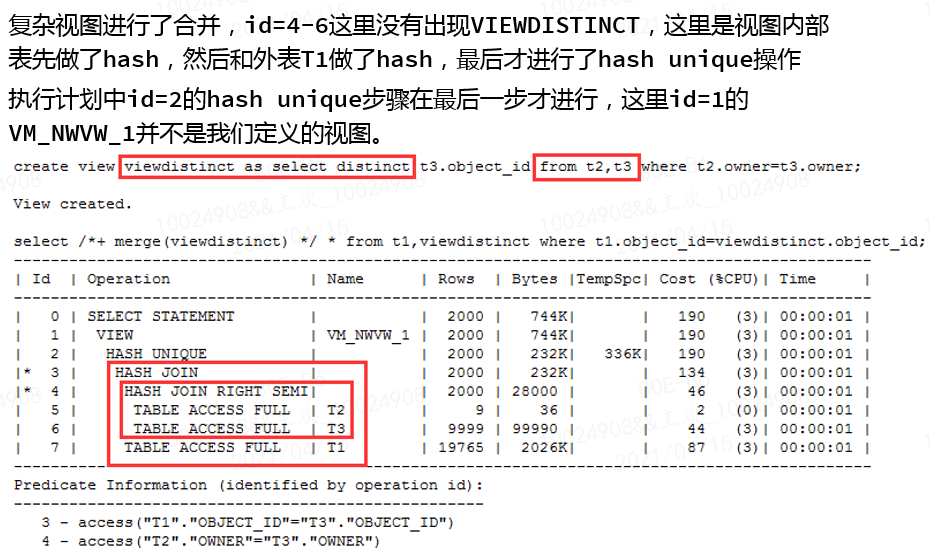 复杂视图进行了合并，id=4-6这里没有出现VIEWDISTINCT，这里是视图内部
表先做了hash，然后和外表T1做了hash，最后才进行了hash unique操作
执行计划中id=2的hash unique步骤在最后一步才进行，这里id=1的
VM_NWVW_1并不是我们定义的视图。
create view viewdistinct as select distinct t3.object_id from t2,t3 where t2.owner=t3.owner;
View created.
select /*+ merge(viewdistinct) */ * from t1,viewdistinct where t1.object_id=viewdistinct.object_id;
| Id | Operation | Name | Rows | Bytes |TempSpc| Cost (%CPU)| Time |
| 0 | SELECT STATEMENT | | 2000 | 744K| | 190 (3)| 00:00:01 |
| 1 | VIEW | VM_NWVW_1 | 2000 | 744K| | 190 (3)| 00:00:01 |
| 2 | HASH UNIQUE | | 2000 | 232K| 336K| 190 (3)| 00:00:01 |
|* 3 | HASH JOIN | | 2000 | 232K| | 134 (3)| 00:00:01 |
|* 4 | HASH JOIN RIGHT SEMI| | 2000 | 28000 | | 46 (3)| 00:00:01 |
| 5 | TABLE ACCESS FULL | T2 | 9 | 36 | | 2 (0)| 00:00:01 |
| 6 | TABLE ACCESS FULL | T3 | 9999 | 99990 | | 44 (3)| 00:00:01 |
| 7 | TABLE ACCESS FULL | T1 | 19765 | 2026K| | 87 (3)| 00:00:01 |
Predicate Information (identified by operation id):
3 - access("T1"."OBJECT_ID"="T3"."OBJECT_ID")
4 - access("T2"."OWNER"="T3"."OWNER")